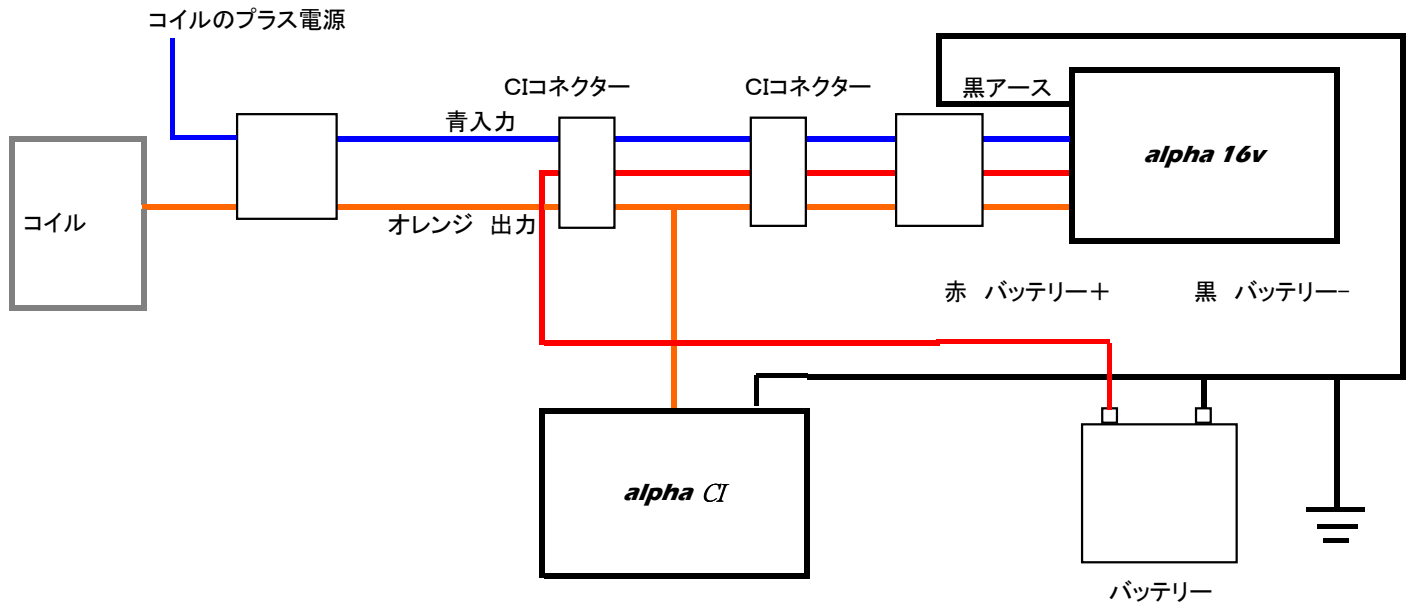 コイルのプラス電源
CIコネクター
CIコネクター
黒アース
青入力
alpha 16v
コイル
オレンジ 出力
赤 バッテリー＋
黒 バッテリー−
alpha CI
バッテリー